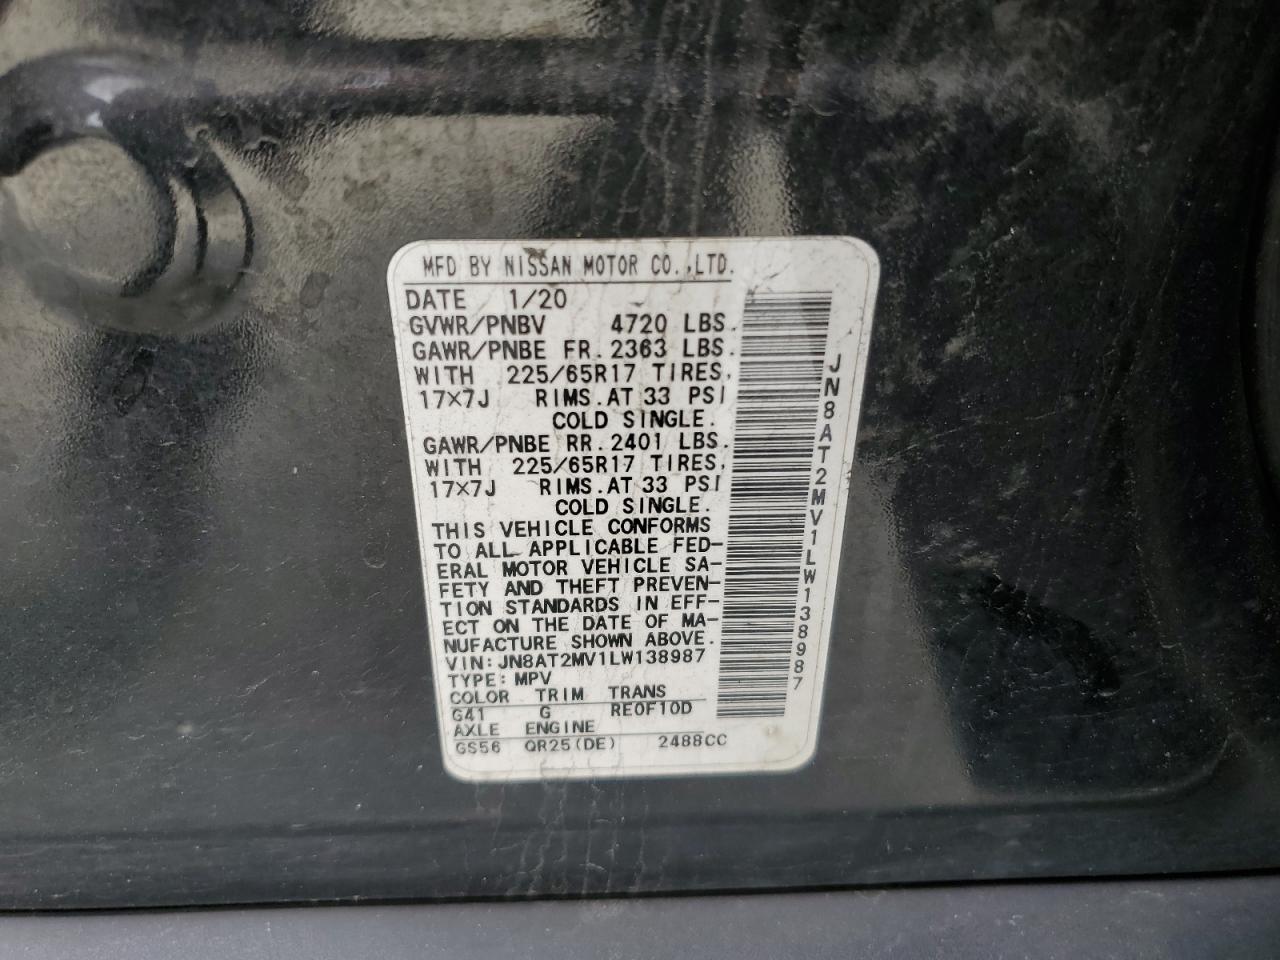 MFD BY NISSAN MOTOR CO.,LTD.
DATE 1/20
GVWR/PNBV 4720 LBS.
GAWR/PNBE FR. 2363 LBS.
WITH 225/65R17 TIRES,
17×7J RIMS.AT 33 PSI
COLD SINGLE.
GAWR/PNBE RR. 2401 LBS.
WITH 225/65R17 TIRES,
17×7J RIMS.AT 33 PSI
COLD SINGLE.
THIS VEHICLE CONFORMS
TO ALL APPLICABLE FED-
ERAL MOTOR VEHICLE SA-
FETY AND THEFT PREVEN-
TION STANDARDS IN EFF-
ECT ON THE DATE OF MA-
NUFACTURE SHOWN ABOVE.
VIN:JN8AT2MV1LW138987
TYPE:MPV
COLOR TRIM TRANS
G41 G RE0F10D
AXLE ENGINE
GS56 QR25(DE) 2488CC
JN8AT2MV1LW138987